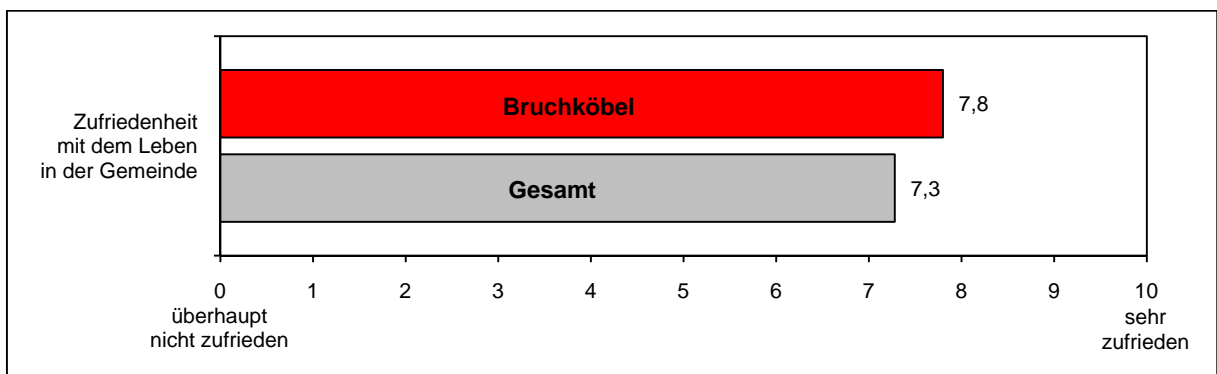 Zufriedenheit
mit dem Leben
in der Gemeinde
Bruchköbel
7,8
Gesamt
7,3
0 1 2 3 4 5 6 7 8 9 10
überhaupt
nicht zufrieden
sehr
zufrieden